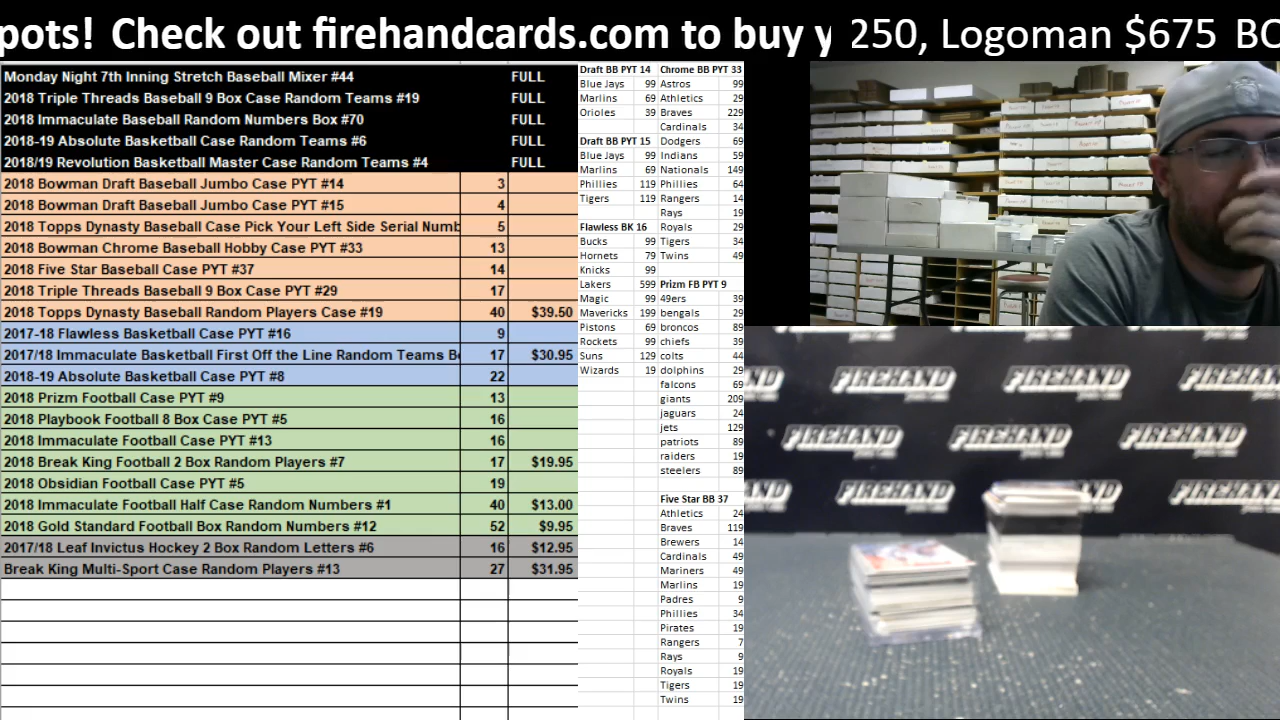 pots! Check out firehandcards.com to buy y 250, Logoman $675 BO
Monday Night 7th Inning Stretch Baseball Mixer #44 FULL
2018 Triple Threads Baseball 9 Box Case Random Teams #19 FULL
2018 Immaculate Baseball Random Numbers Box #70 FULL
2018-19 Absolute Basketball Case Random Teams #6 FULL
2018/19 Revolution Basketball Master Case Random Teams #4 FULL
2018 Bowman Draft Baseball Jumbo Case PYT #14 3
2018 Bowman Draft Baseball Jumbo Case PYT #15 4
2018 Topps Dynasty Baseball Case Pick Your Left Side Serial Numb 5
2018 Bowman Chrome Baseball Hobby Case PYT #33 13
2018 Five Star Baseball Case PYT #37 14
2018 Triple Threads Baseball 9 Box Case PYT #29 17
2018 Topps Dynasty Baseball Random Players Case #19 40 $39.50
2017-18 Flawless Basketball Case PYT #16 9
2017/18 Immaculate Basketball First Off the Line Random Teams Bo 17 $30.95
2018-19 Absolute Basketball Case PYT #8 22
2018 Prizm Football Case PYT #9 13
2018 Playbook Football 8 Box Case PYT #5 16
2018 Immaculate Football Case PYT #13 16
2018 Break King Football 2 Box Random Players #7 17 $19.95
2018 Obsidian Football Case PYT #5 19
2018 Immaculate Football Half Case Random Numbers #1 40 $13.00
2018 Gold Standard Football Box Random Numbers #12 52 $9.95
2017/18 Leaf Invictus Hockey 2 Box Random Letters #6 16 $12.95
Break King Multi-Sport Case Random Players #13 27 $31.95
Draft BB PYT 14
Blue Jays 99
Marlins 69
Orioles 39
Draft BB PYT 15
Blue Jays 99
Marlins 69
Phillies 119
Tigers 119
Flawless BK 16
Bucks 99
Hornets 79
Knicks 99
Lakers 599
Magic 99
Mavericks 199
Pistons 69
Rockets 99
Suns 129
Wizards 19
Chrome BB PYT 33
Astros 99
Athletics 29
Braves 229
Cardinals 34
Dodgers 69
Indians 59
Nationals 149
Phillies 64
Rangers 14
Rays 19
Royals 29
Tigers 34
Twins 49
Prizm FB PYT 9
49ers 39
bengals 29
broncos 89
chiefs 39
colts 44
dolphins 29
falcons 69
giants 209
jaguars 24
jets 129
patriots 89
raiders 19
steelers 89
Five Star BB 37
Athletics 24
Braves 119
Brewers 14
Cardinals 49
Mariners 49
Marlins 19
Padres 9
Phillies 34
Pirates 19
Rangers 7
Rays 9
Royals 19
Tigers 19
Twins 19
ND FIREHAND FIREHAND FIREHAND
FIREHAND FIREHAND FIREHAND
ND FIREHAND FIREHAND FIREHAND